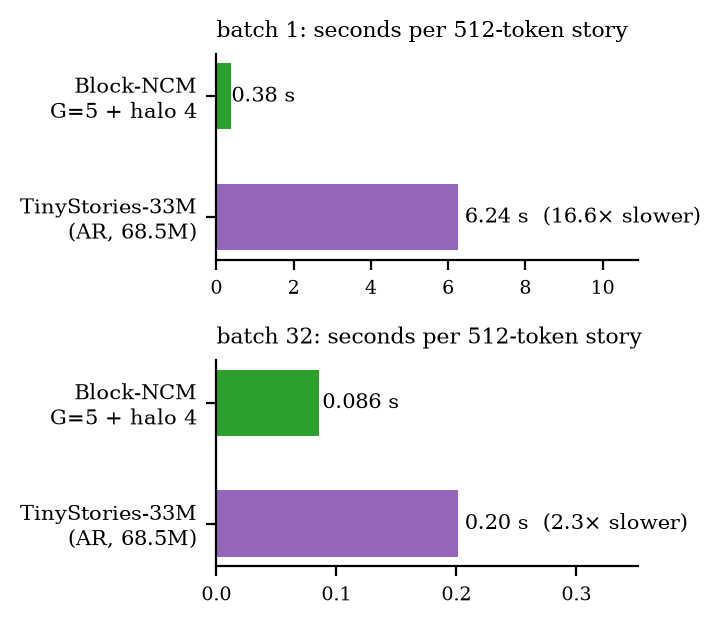 batch 1: seconds per 512-token story
Block-NCM
G=5 + halo 4
0.38 s
TinyStories-33M
(AR, 68.5M)
6.24 s (16.6× slower)
0 2 4 6 8 10
batch 32: seconds per 512-token story
Block-NCM
G=5 + halo 4
0.086 s
TinyStories-33M
(AR, 68.5M)
0.20 s (2.3× slower)
0.0 0.1 0.2 0.3